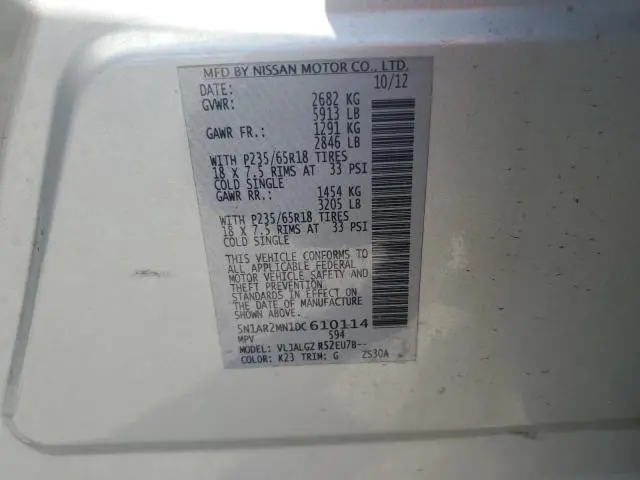 MFD BY NISSAN MOTOR CO., LTD.
DATE: 10/12
GVWR: 2682 KG
5913 LB
GAWR FR.: 1291 KG
2846 LB
WITH P235/65R18 TIRES
18 X 7.5 RIMS AT 33 PSI
COLD SINGLE
GAWR RR.: 1454 KG
3205 LB
WITH P235/65R18 TIRES
18 X 7.5 RIMS AT 33 PSI
COLD SINGLE
THIS VEHICLE CONFORMS TO
ALL APPLICABLE FEDERAL
MOTOR VEHICLE SAFETY AND
THEFT PREVENTION
STANDARDS IN EFFECT ON
THE DATE OF MANUFACTURE
SHOWN ABOVE.
5N1AR2MN1DC610114
MPV 594
MODEL: VLJALGZ R52EU7B--
COLOR: K23 TRIM: G ZS30A